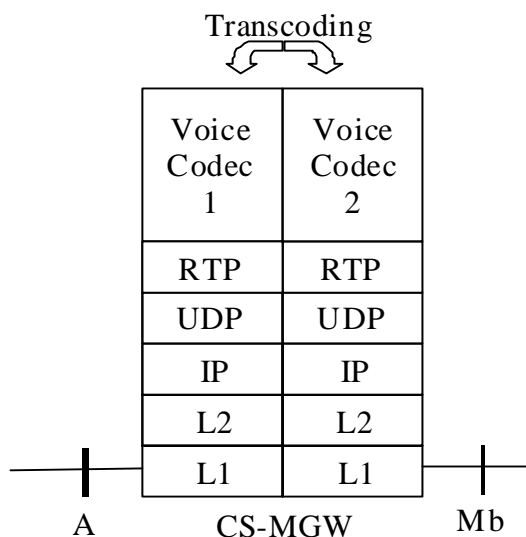 Transcoding
Voice Codec 1
Voice Codec 2
RTP RTP
UDP UDP
IP IP
L2 L2
L1 L1
A CS-MGW Mb